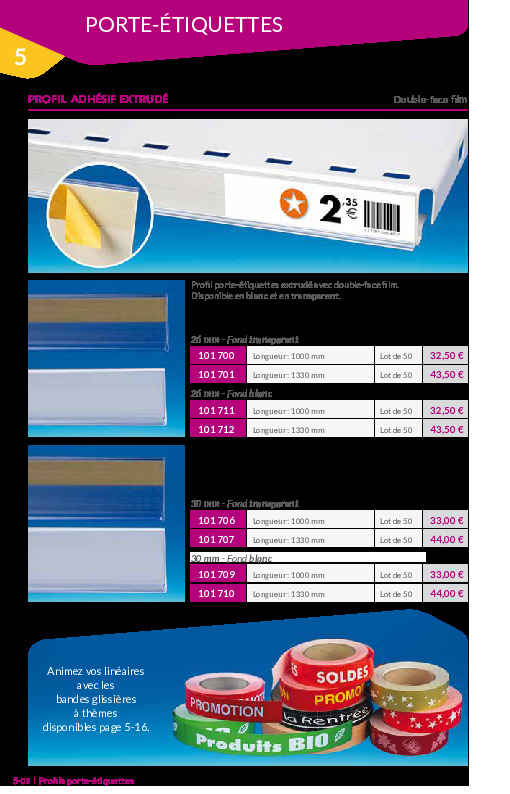 PORTE-ÉTIQUETTES
5
PROFIL ADHÉSIF EXTRUDÉ Double-face film
2,35 €
Profil porte-étiquettes extrudé avec double-face film.
Disponible en blanc et en transparent.
26 mm - Fond transparent
101 700 Longueur : 1000 mm Lot de 50 32,50 €
101 701 Longueur : 1330 mm Lot de 50 43,50 €
26 mm - Fond blanc
101 711 Longueur : 1000 mm Lot de 50 32,50 €
101 712 Longueur : 1330 mm Lot de 50 43,50 €
30 mm - Fond transparent
101 706 Longueur : 1000 mm Lot de 50 33,00 €
101 707 Longueur : 1330 mm Lot de 50 44,00 €
30 mm - Fond blanc
101 709 Longueur : 1000 mm Lot de 50 33,00 €
101 710 Longueur : 1330 mm Lot de 50 44,00 €
Animez vos linéaires
avec les
bandes glissières
à thèmes
disponibles page 5-16.
ES SOLDES
PROMOTION
ON PROMO
la Rentrée
Produits BIO
5-02 | Profils porte-étiquettes